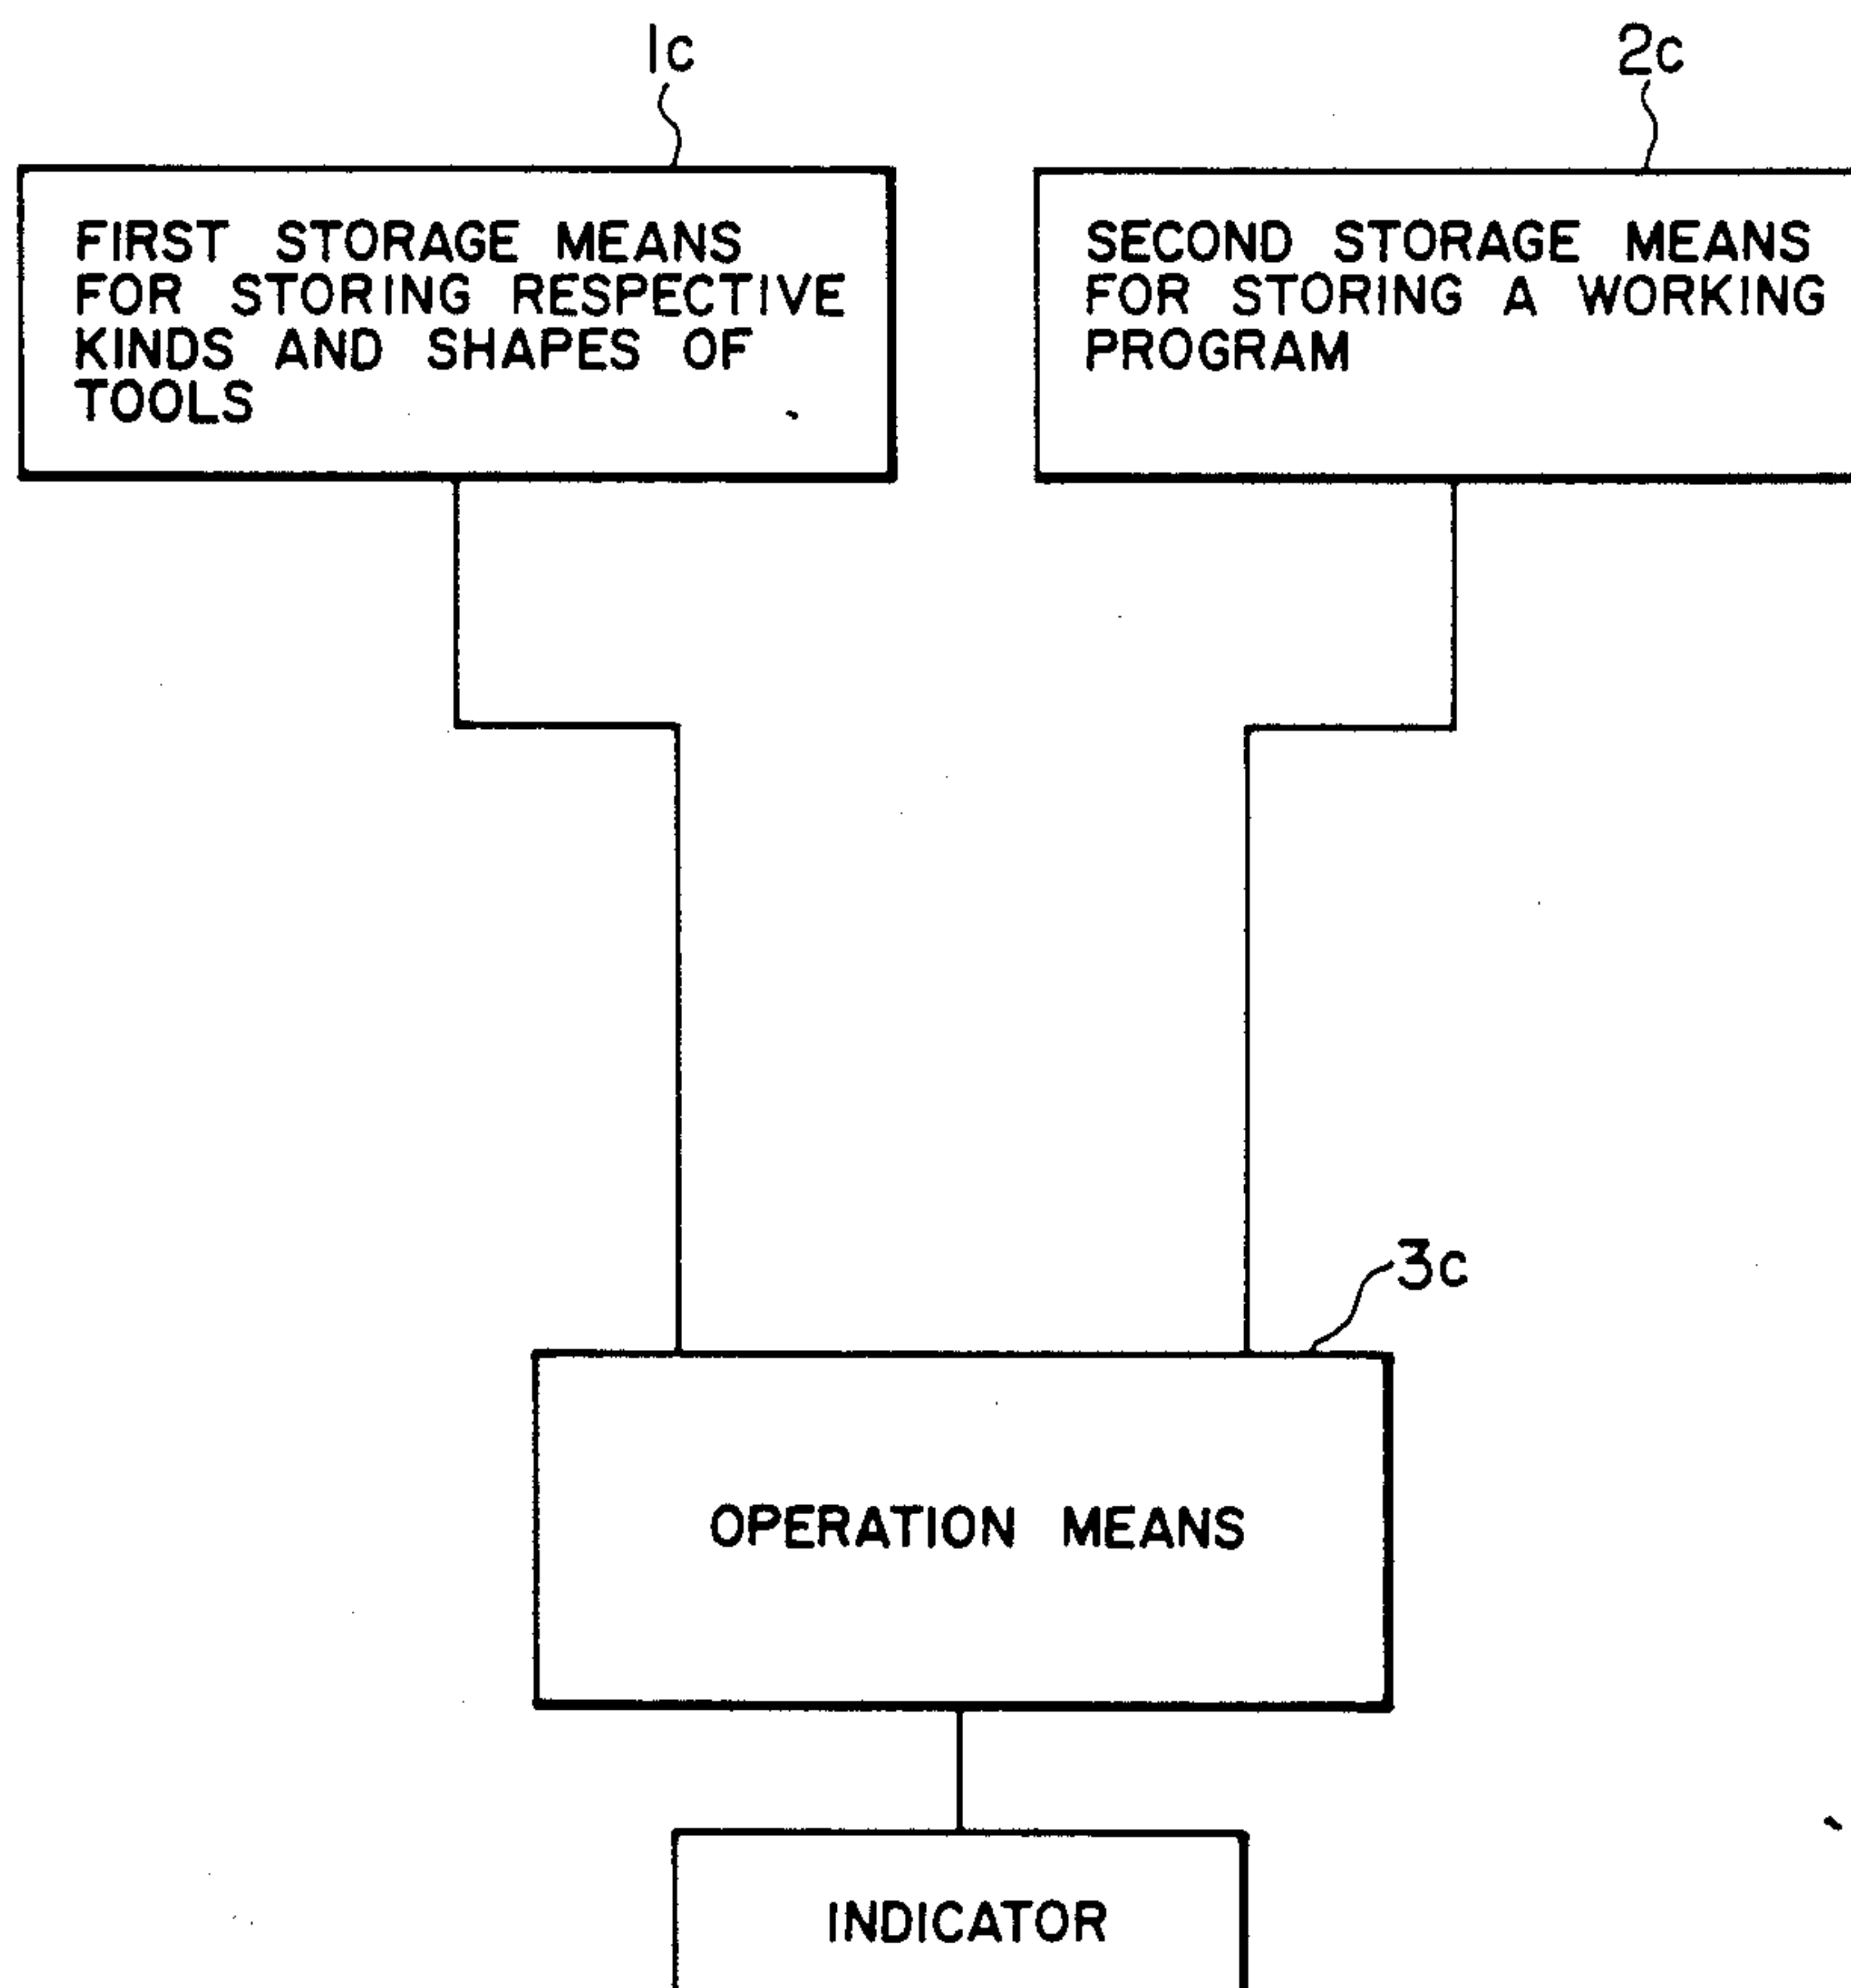 1c
2c
FIRST STORAGE MEANS
FOR STORING RESPECTIVE
KINDS AND SHAPES OF
TOOLS
SECOND STORAGE MEANS
FOR STORING A WORKING
PROGRAM
3c
OPERATION MEANS
INDICATOR